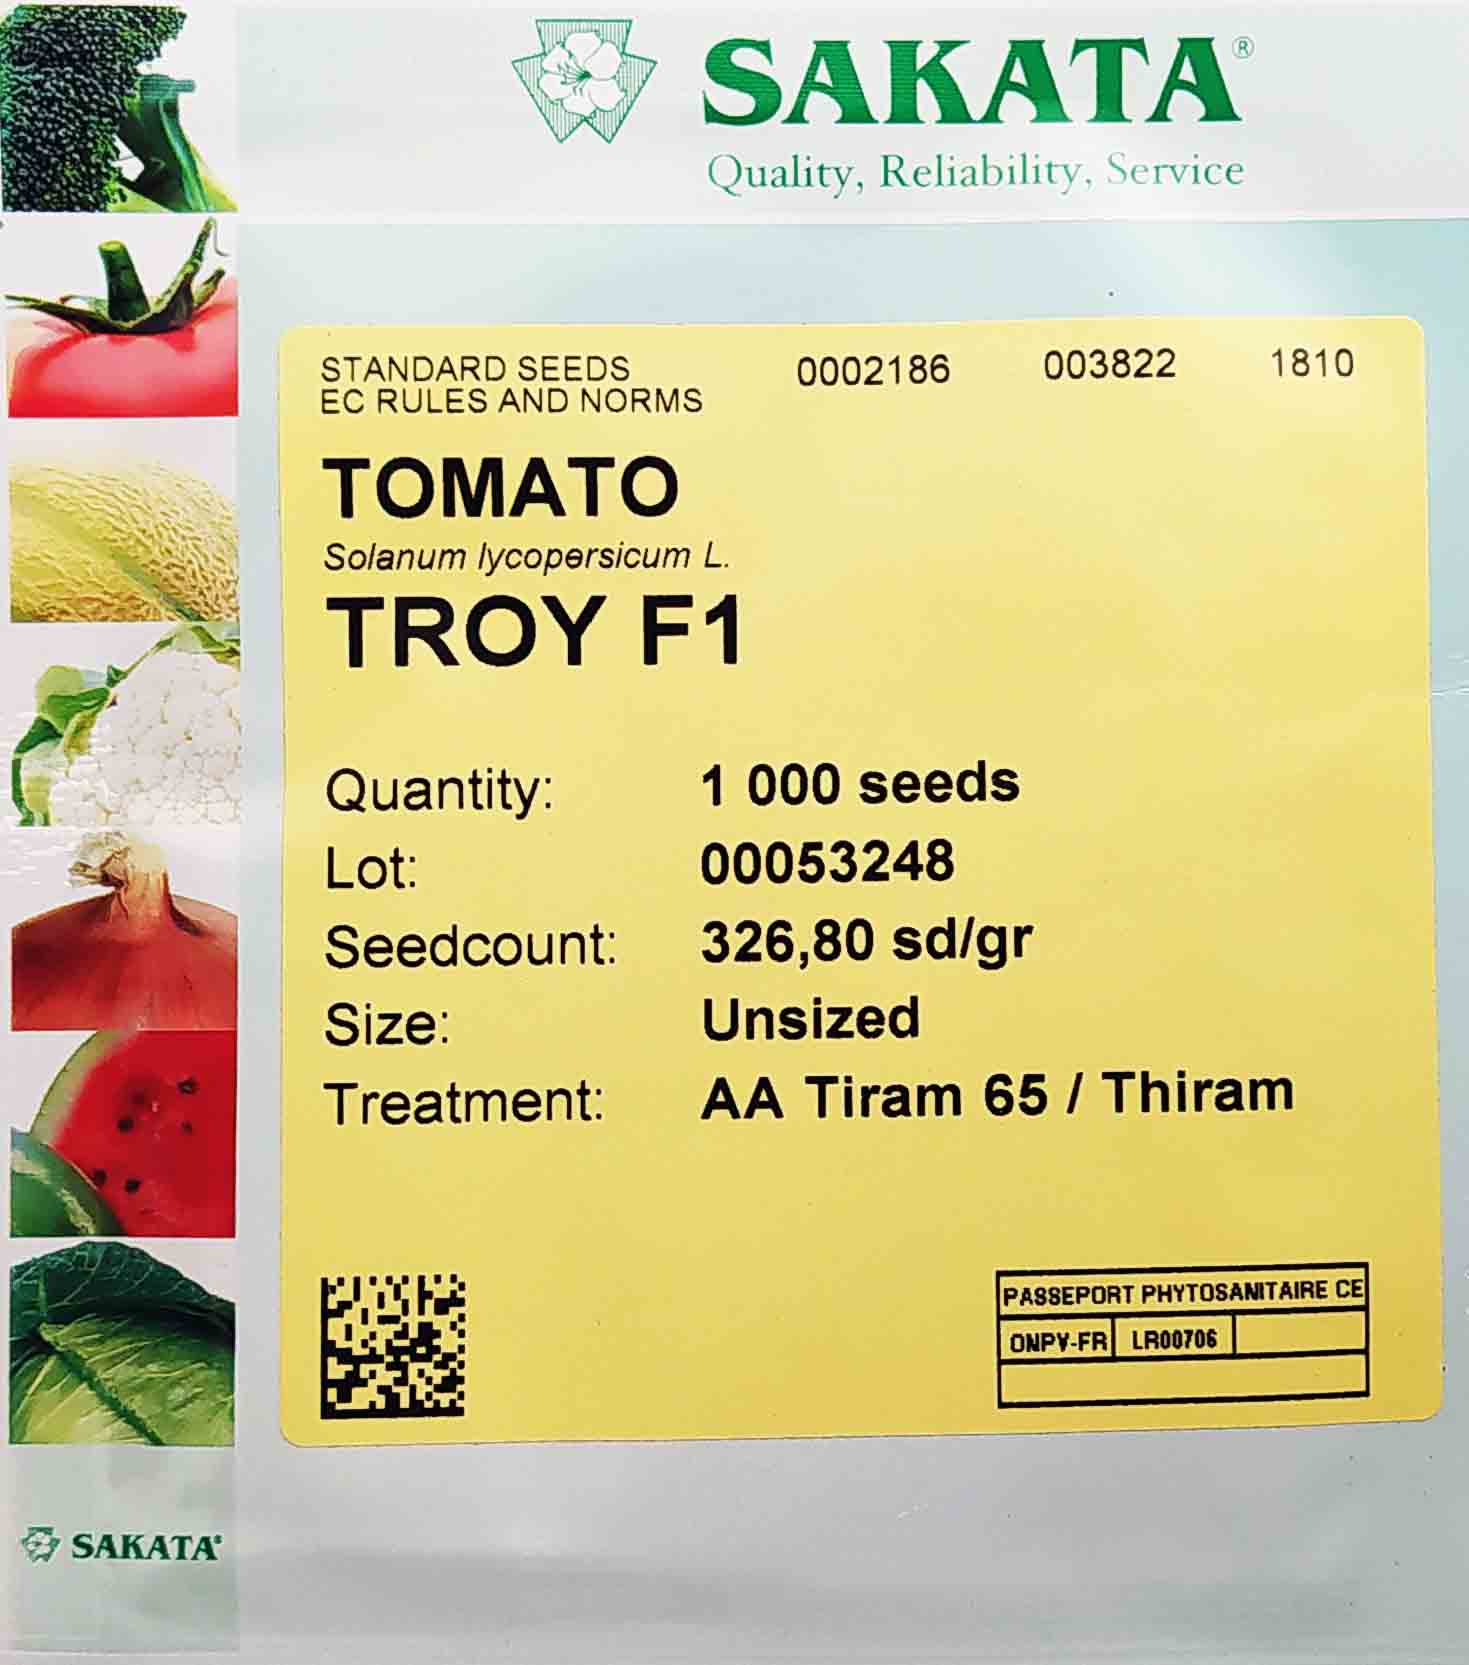 SAKATA®
Quality, Reliability, Service
STANDARD SEEDS 0002186 003822 1810
EC RULES AND NORMS
TOMATO
Solanum lycopersicum L.
TROY F1
Quantity: 1 000 seeds
Lot: 00053248
Seedcount: 326,80 sd/gr
Size: Unsized
Treatment: AA Tiram 65 / Thiram
PASSEPORT PHYTOSANITAIRE CE
ONPV-FR LR00706
SAKATA®